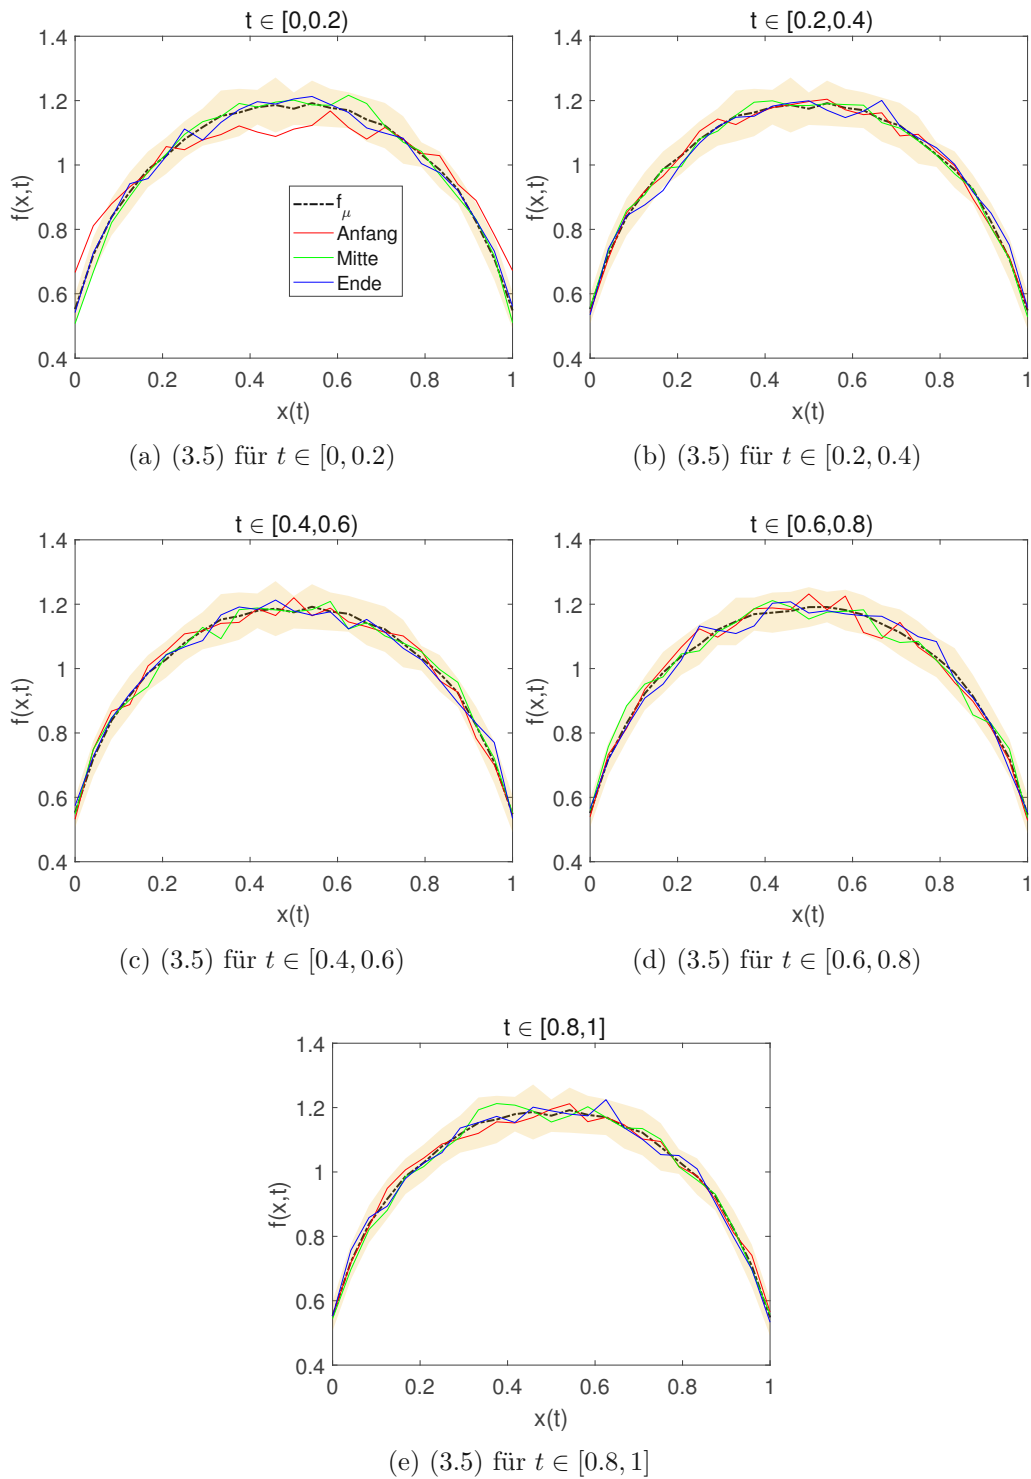 t ∈ [0,0.2)
1.4
1.2
1
0.8
0.6
0.4
f(x,t)
f_μ
Anfang
Mitte
Ende
0 0.2 0.4 0.6 0.8 1
x(t)
(a) (3.5) für t ∈ [0, 0.2)
t ∈ [0.2,0.4)
1.4
1.2
1
0.8
0.6
0.4
f(x,t)
0 0.2 0.4 0.6 0.8 1
x(t)
(b) (3.5) für t ∈ [0.2, 0.4)
t ∈ [0.4,0.6)
1.4
1.2
1
0.8
0.6
0.4
f(x,t)
0 0.2 0.4 0.6 0.8 1
x(t)
(c) (3.5) für t ∈ [0.4, 0.6)
t ∈ [0.6,0.8)
1.4
1.2
1
0.8
0.6
0.4
f(x,t)
0 0.2 0.4 0.6 0.8 1
x(t)
(d) (3.5) für t ∈ [0.6, 0.8)
t ∈ [0.8,1]
1.4
1.2
1
0.8
0.6
0.4
f(x,t)
0 0.2 0.4 0.6 0.8 1
x(t)
(e) (3.5) für t ∈ [0.8, 1]